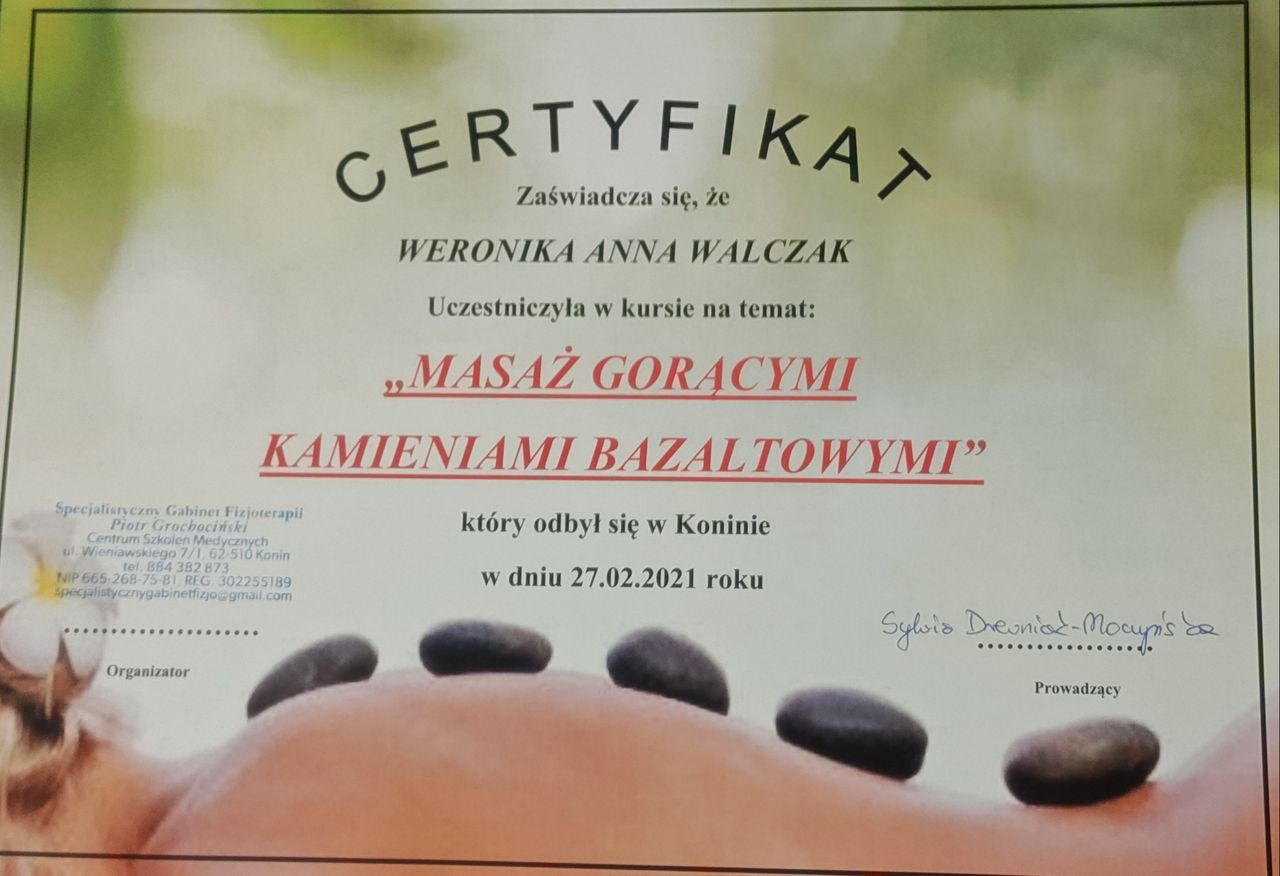 CERTYFIKAT
Zaświadcza się, że
WERONIKA ANNA WALCZAK
Uczestniczyła w kursie na temat:
„MASAŻ GORĄCYMI
KAMIENIAMI BAZALTOWYMI”
który odbył się w Koninie
w dniu 27.02.2021 roku
Specjalistyczny Gabinet Fizjoterapii
Piotr Grochociński
Centrum Szkoleń Medycznych
ul. Wieniawskiego 7/1, 62-510 Konin
tel. 884 382 873
NIP 665-268-75-81, REG. 302255189
specjalistycznygabinetfizjo@gmail.com
Organizator
Sylwia
Prowadzący